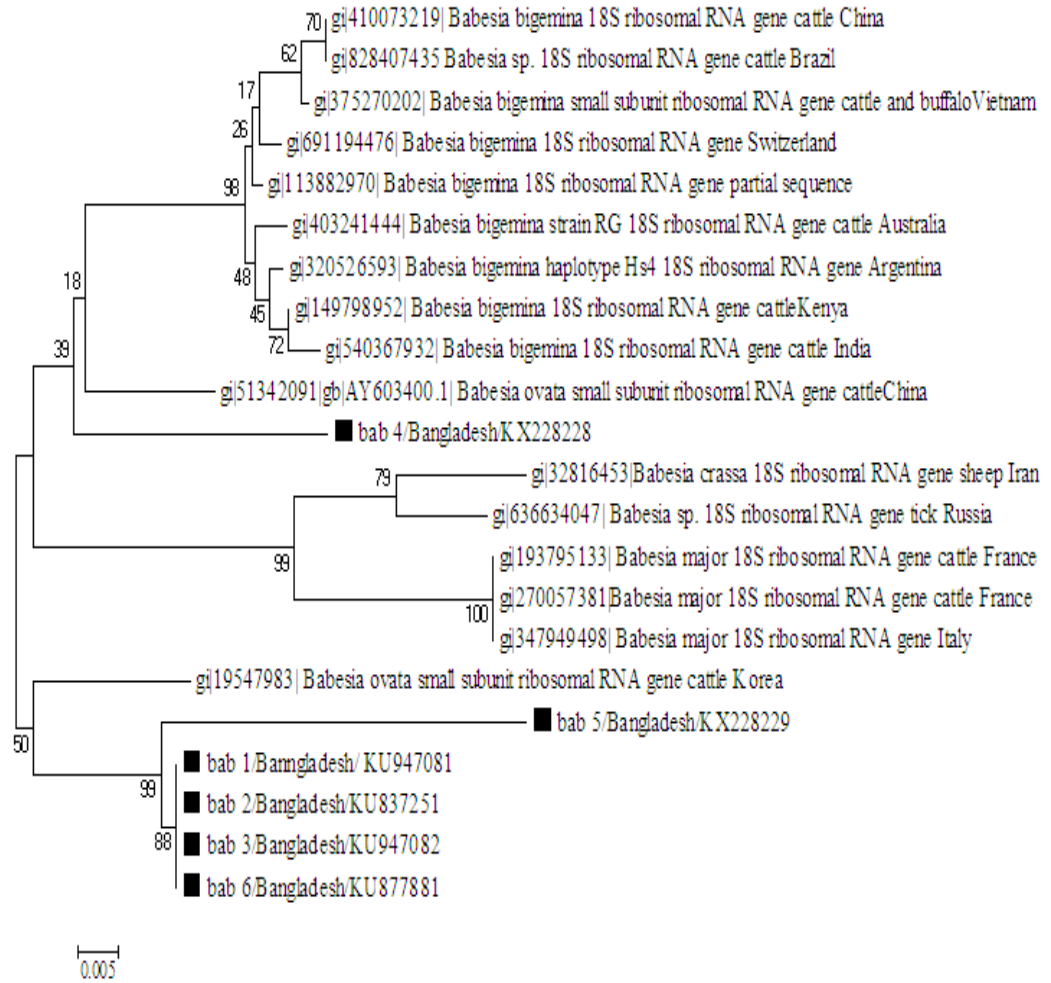 70
gi|410073219| Babesia bigemina 18S ribosomal RNA gene cattle China
62
gi|828407435 Babesia sp. 18S ribosomal RNA gene cattle Brazil
17
gi|375270202| Babesia bigemina small subunit ribosomal RNA gene cattle and buffaloVietnam
26
gi|691194476| Babesia bigemina 18S ribosomal RNA gene Switzerland
98
gi|113882970| Babesia bigemina 18S ribosomal RNA gene partial sequence
gi|403241444| Babesia bigemina strain RG 18S ribosomal RNA gene cattle Australia
18
48
gi|320526593| Babesia bigemina haplotype Hs4 18S ribosomal RNA gene Argentina
45
gi|149798952| Babesia bigemina 18S ribosomal RNA gene cattleKenya
39
72
gi|540367932| Babesia bigemina 18S ribosomal RNA gene cattle India
gi|51342091|gb|AY603400.1| Babesia ovata small subunit ribosomal RNA gene cattleChina
bab 4/Bangladesh/KX228228
79
gi|32816453|Babesia crassa 18S ribosomal RNA gene sheep Iran
gi|636634047| Babesia sp. 18S ribosomal RNA gene tick Russia
99
gi|193795133| Babesia major 18S ribosomal RNA gene cattle France
100
gi|270057381|Babesia major 18S ribosomal RNA gene cattle France
gi|347949498| Babesia major 18S ribosomal RNA gene Italy
gi|19547983| Babesia ovata small subunit ribosomal RNA gene cattle Korea
50
bab 5/Bangladesh/KX228229
bab 1/Banngladesh/ KU947081
99
bab 2/Bangladesh/KU837251
88
bab 3/Bangladesh/KU947082
bab 6/Bangladesh/KU877881
0.005